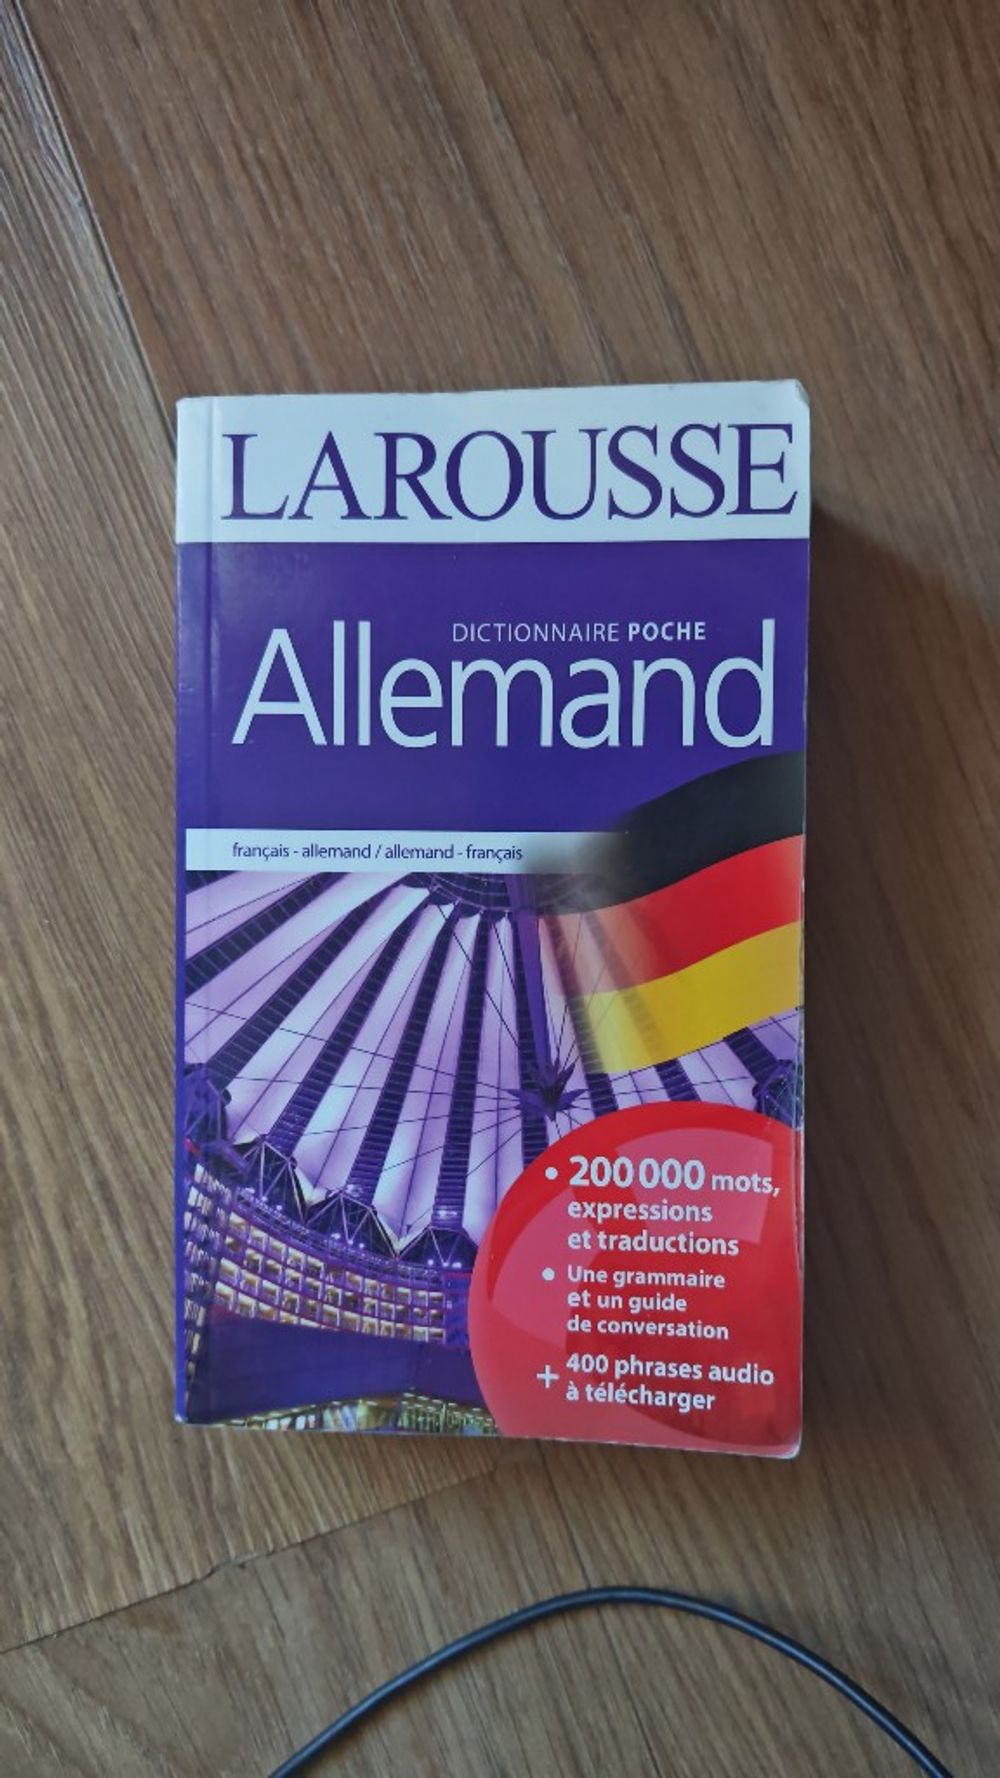 LAROUSSE
DICTIONNAIRE POCHE
Allemand
français - allemand / allemand - français
• 200 000 mots,
expressions
et traductions
• Une grammaire
et un guide
de conversation
+ 400 phrases audio
à télécharger